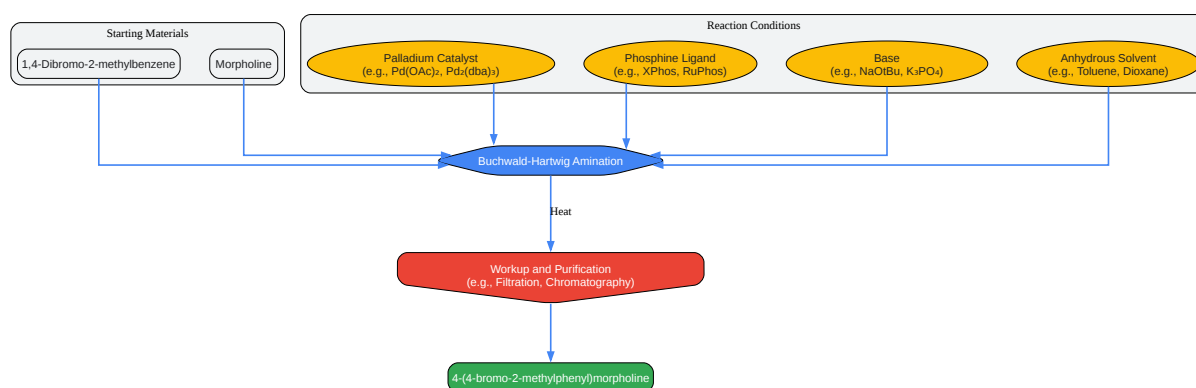 Starting Materials
Reaction Conditions
1,4-Dibromo-2-methylbenzene
Morpholine
Palladium Catalyst
(e.g., Pd(OAc)₂, Pd₂(dba)₃)
Phosphine Ligand
(e.g., XPhos, RuPhos)
Base
(e.g., NaOtBu, K₃PO₄)
Anhydrous Solvent
(e.g., Toluene, Dioxane)
Buchwald-Hartwig Amination
Heat
Workup and Purification
(e.g., Filtration, Chromatography)
4-(4-bromo-2-methylphenyl)morpholine